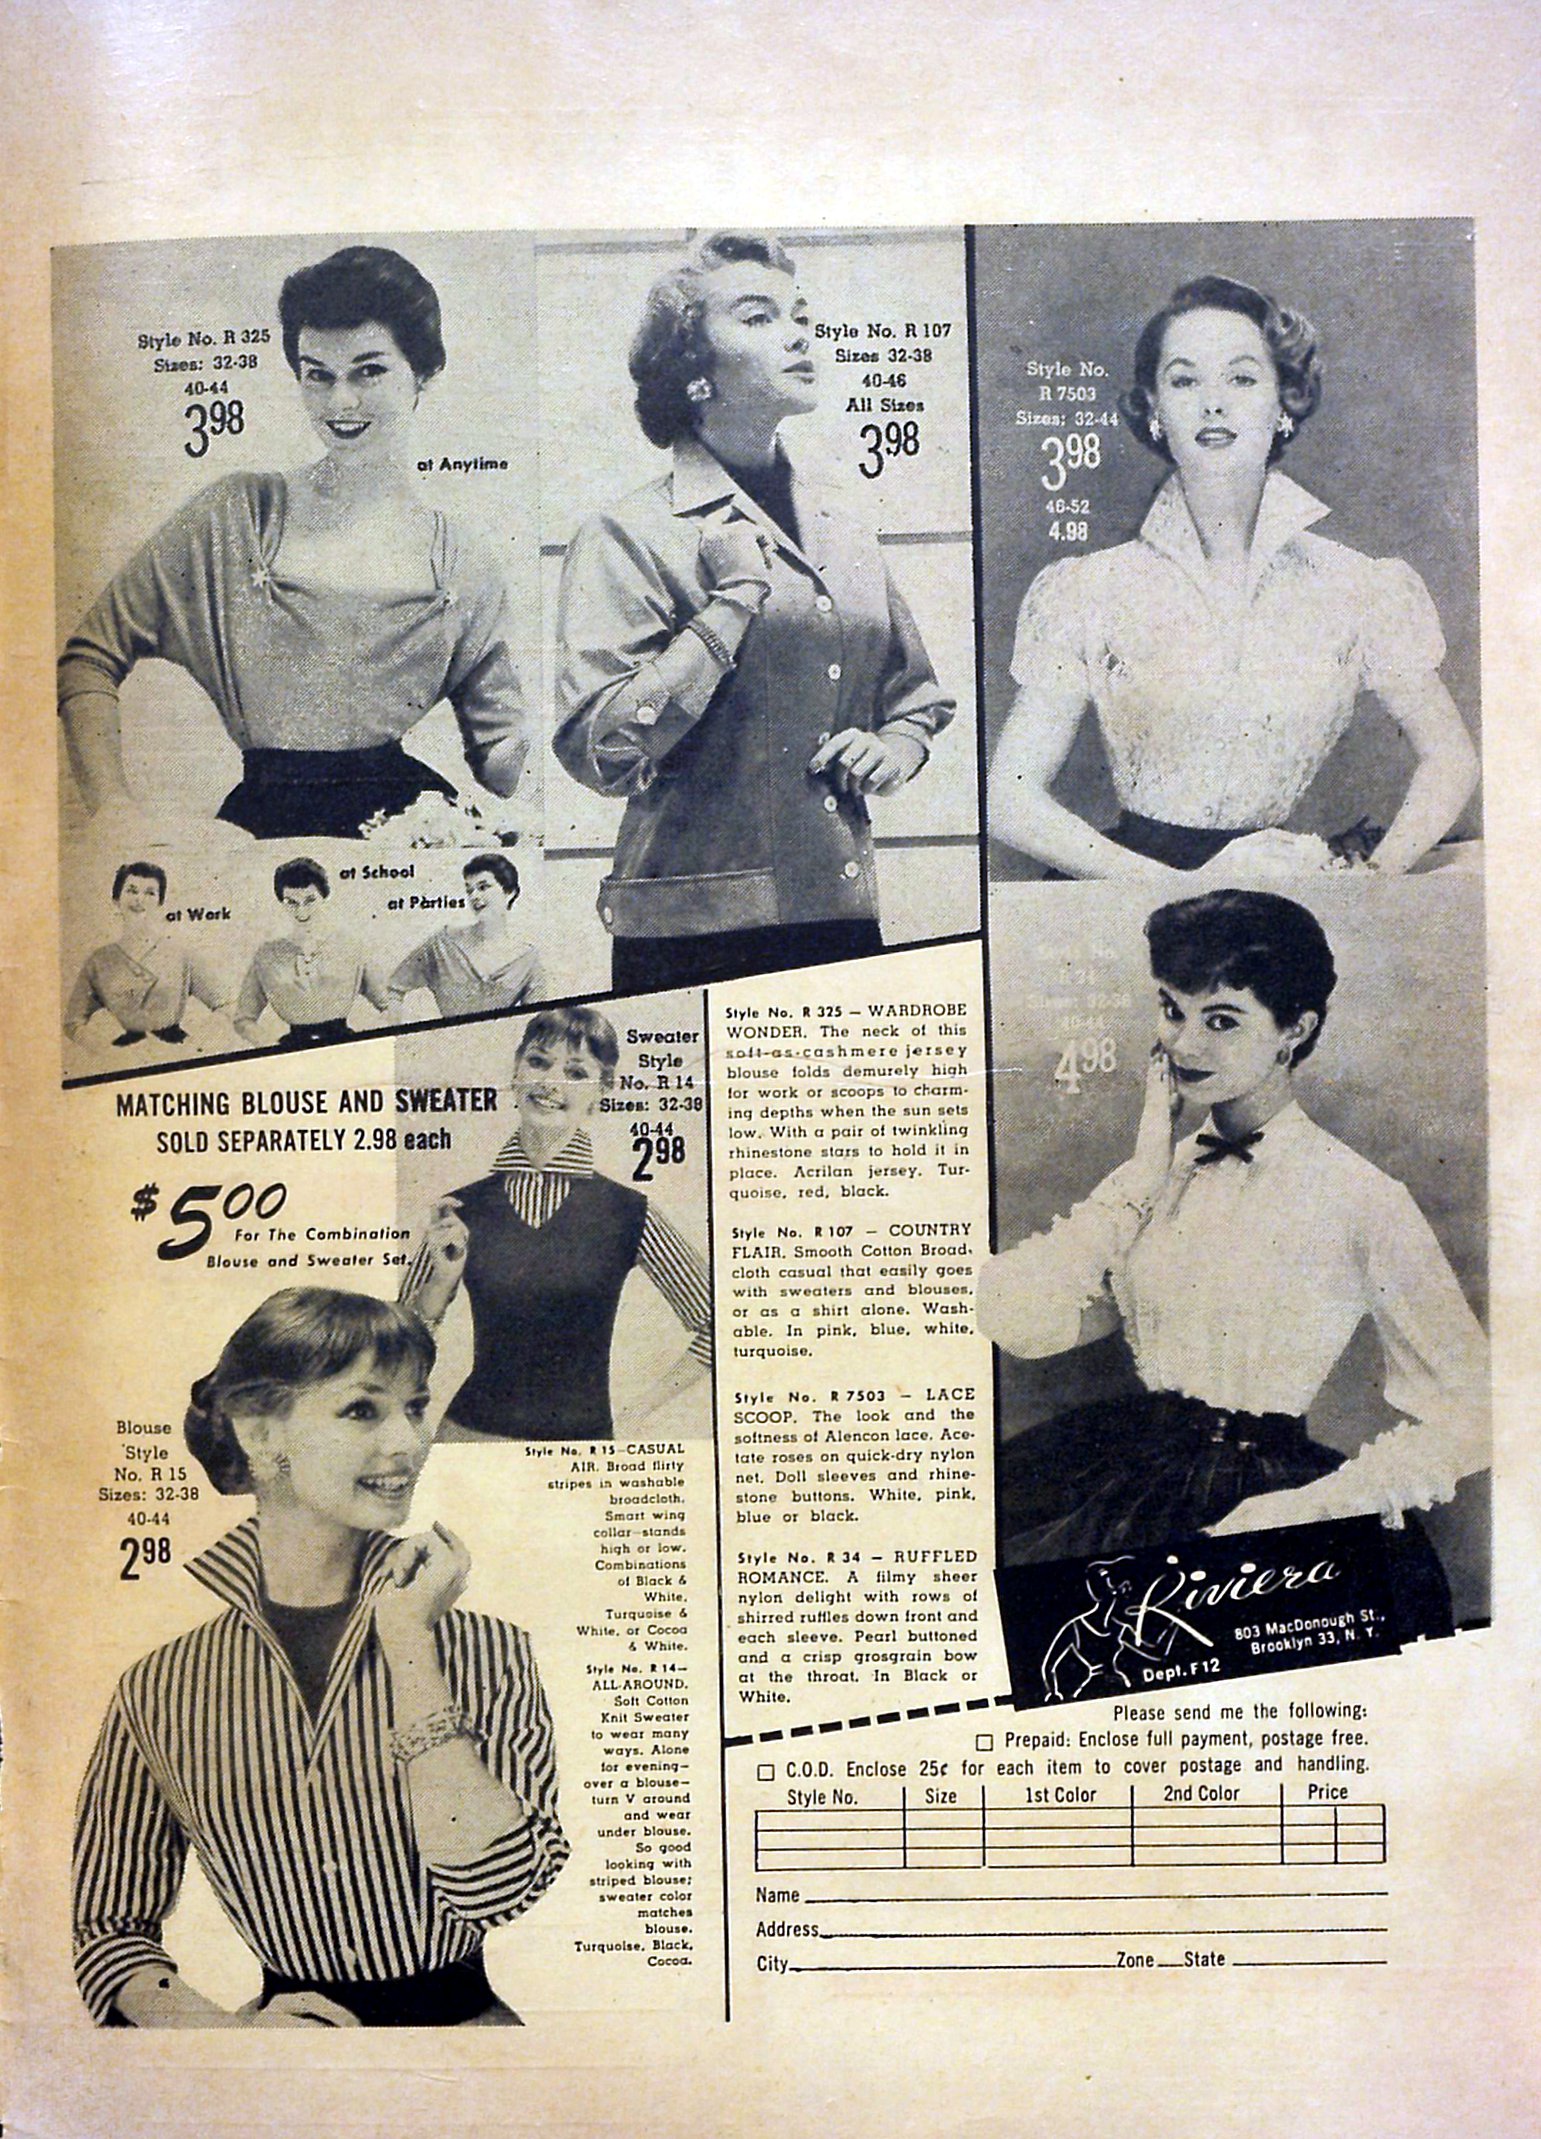 Style No. R 325
Sizes: 32-38
40-44
3.98
at Anytime
at Work
at School
at Parties
Style No. R 107
Sizes 32-38
40-46
All Sizes
3.98
Style No.
R 7503
Sizes: 32-44
3.98
46-52
4.98
4.98
MATCHING BLOUSE AND SWEATER
SOLD SEPARATELY 2.98 each
$5.00
For The Combination
Blouse and Sweater Set.
Sweater
Style
No. R 14
Sizes: 32-38
40-44
2.98
Blouse
Style
No. R 15
Sizes: 32-38
40-44
2.98
Style No. R 15—CASUAL
AIR. Broad flirty
stripes in washable
broadcloth.
Smart wing
collar—stands
high or low.
Combinations
of Black &
White,
Turquoise &
White, or Cocoa
& White.
Style No. R 14—
ALL-AROUND.
Soft Cotton
Knit Sweater
to wear many
ways. Alone
for evening—
over a blouse—
turn V around
and wear
under blouse.
So good
looking with
striped blouse;
sweater color
matches
blouse.
Turquoise, Black,
Cocoa.
Style No. R 325 — WARDROBE
WONDER. The neck of this
soft-as-cashmere jersey
blouse folds demurely high
for work or scoops to charm-
ing depths when the sun sets
low. With a pair of twinkling
rhinestone stars to hold it in
place. Acrilan jersey. Tur-
quoise, red, black.
Style No. R 107 — COUNTRY
FLAIR. Smooth Cotton Broad-
cloth casual that easily goes
with sweaters and blouses,
or as a shirt alone. Wash-
able. In pink, blue, white,
turquoise.
Style No. R 7503 — LACE
SCOOP. The look and the
softness of Alencon lace. Ace-
tate roses on quick-dry nylon
net. Doll sleeves and rhine-
stone buttons. White, pink,
blue or black.
Style No. R 34 — RUFFLED
ROMANCE. A filmy sheer
nylon delight with rows of
shirred ruffles down front and
each sleeve. Pearl buttoned
and a crisp grosgrain bow
at the throat. In Black or
White.
Riviera
803 MacDonough St.,
Brooklyn 33, N. Y.
Dept. F12
Please send me the following:
☐ Prepaid: Enclose full payment, postage free.
☐ C.O.D. Enclose 25¢ for each item to cover postage and handling.
Style No. Size 1st Color 2nd Color Price
Name
Address
City Zone State